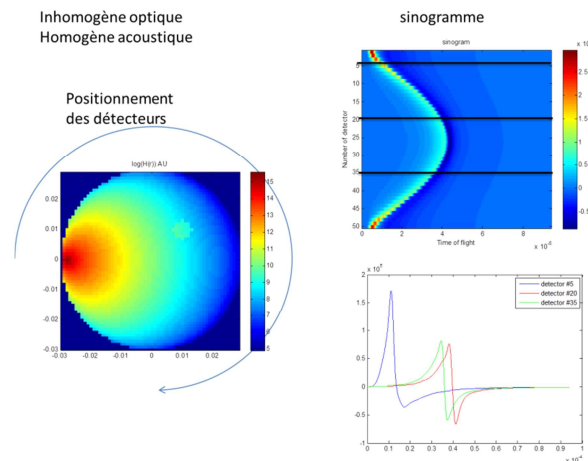 Inhomogène optique
Homogène acoustique
sinogramme
Positionnement
des détecteurs
log(H(r)) AU
0.02
0.01
0
-0.01
-0.02
-0.03
-0.03 -0.02 -0.01 0 0.01 0.02
15
14
13
12
11
10
9
8
7
6
5
sinogram
Number of detector
5
10
15
20
25
30
35
40
45
50
0 2 4 6 8
Time of flight
2.5
2
1.5
1
0.5
0
-0.5
detector #5
detector #20
detector #35
2
1.5
1
0.5
0
-0.5
-1
0 0.1 0.2 0.3 0.4 0.5 0.6 0.7 0.8 0.9 1